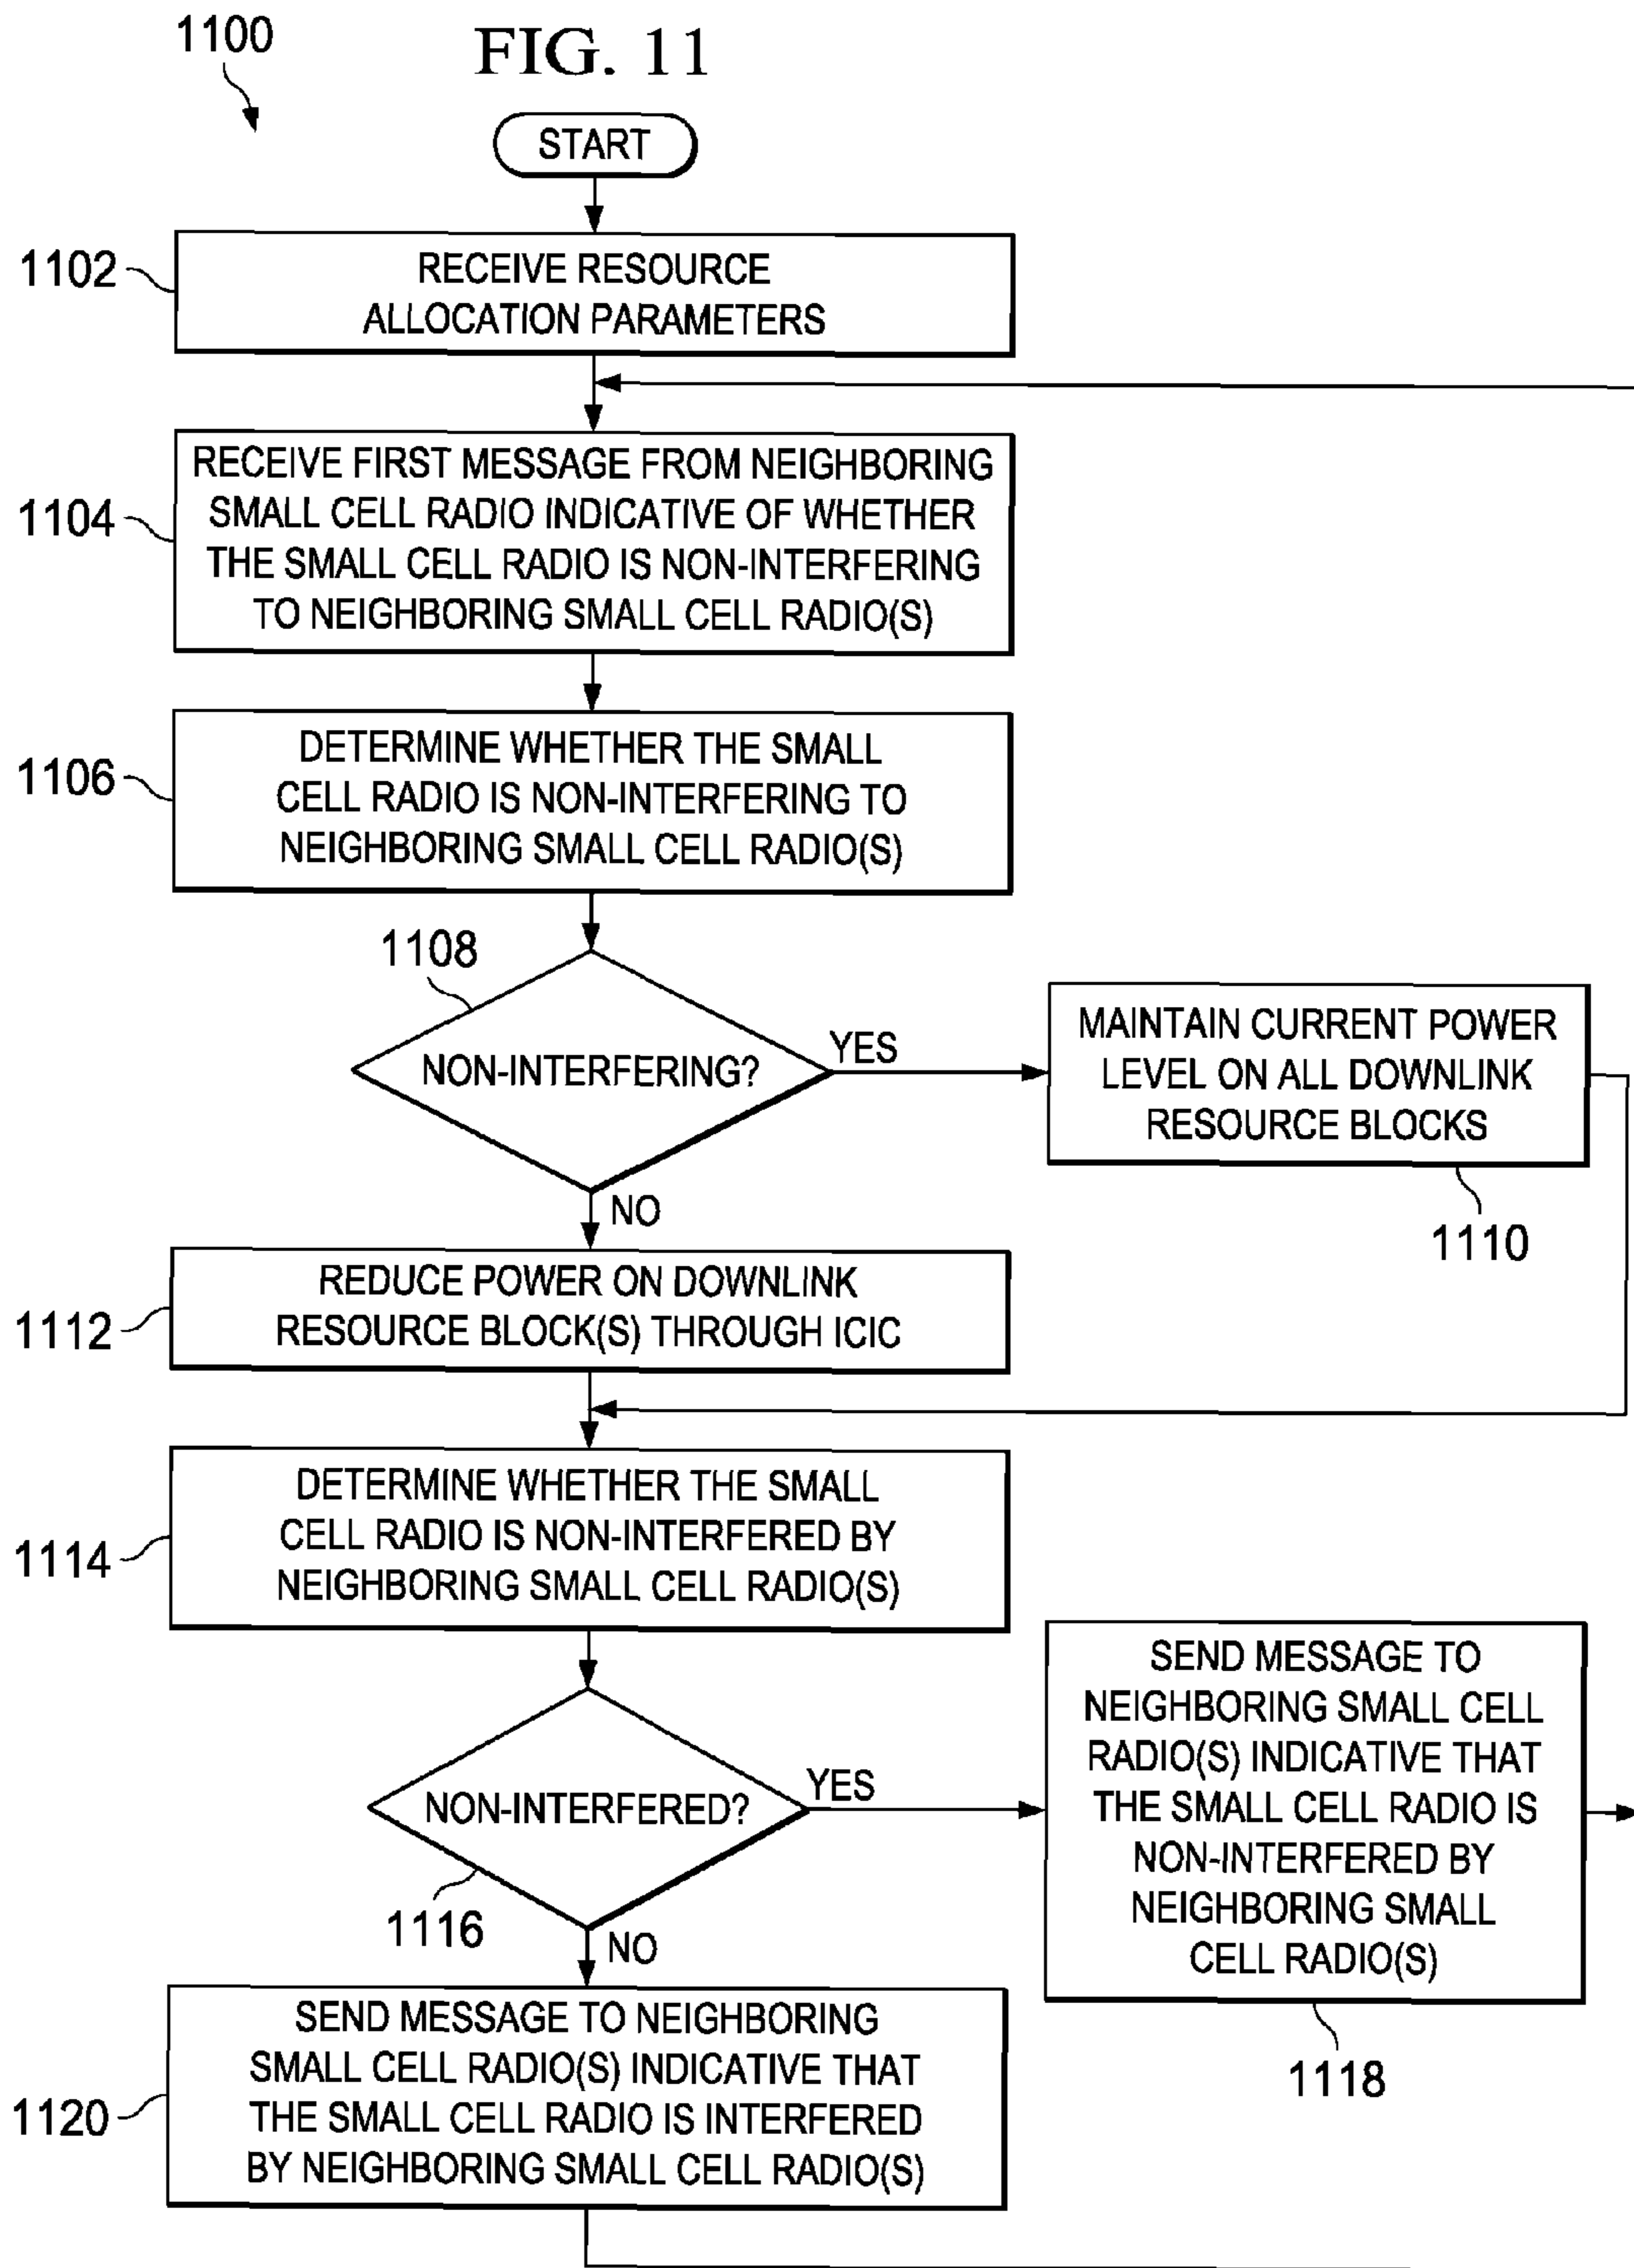 1100
FIG. 11
START
1102
RECEIVE RESOURCE
ALLOCATION PARAMETERS
1104
RECEIVE FIRST MESSAGE FROM NEIGHBORING
SMALL CELL RADIO INDICATIVE OF WHETHER
THE SMALL CELL RADIO IS NON-INTERFERING
TO NEIGHBORING SMALL CELL RADIO(S)
1106
DETERMINE WHETHER THE SMALL
CELL RADIO IS NON-INTERFERING TO
NEIGHBORING SMALL CELL RADIO(S)
1108
NON-INTERFERING?
YES
MAINTAIN CURRENT POWER
LEVEL ON ALL DOWNLINK
RESOURCE BLOCKS
1110
NO
1112
REDUCE POWER ON DOWNLINK
RESOURCE BLOCK(S) THROUGH ICIC
1114
DETERMINE WHETHER THE SMALL
CELL RADIO IS NON-INTERFERED BY
NEIGHBORING SMALL CELL RADIO(S)
NON-INTERFERED?
1116
YES
SEND MESSAGE TO
NEIGHBORING SMALL CELL
RADIO(S) INDICATIVE THAT
THE SMALL CELL RADIO IS
NON-INTERFERED BY
NEIGHBORING SMALL
CELL RADIO(S)
1118
NO
1120
SEND MESSAGE TO NEIGHBORING
SMALL CELL RADIO(S) INDICATIVE THAT
THE SMALL CELL RADIO IS INTERFERED
BY NEIGHBORING SMALL CELL RADIO(S)